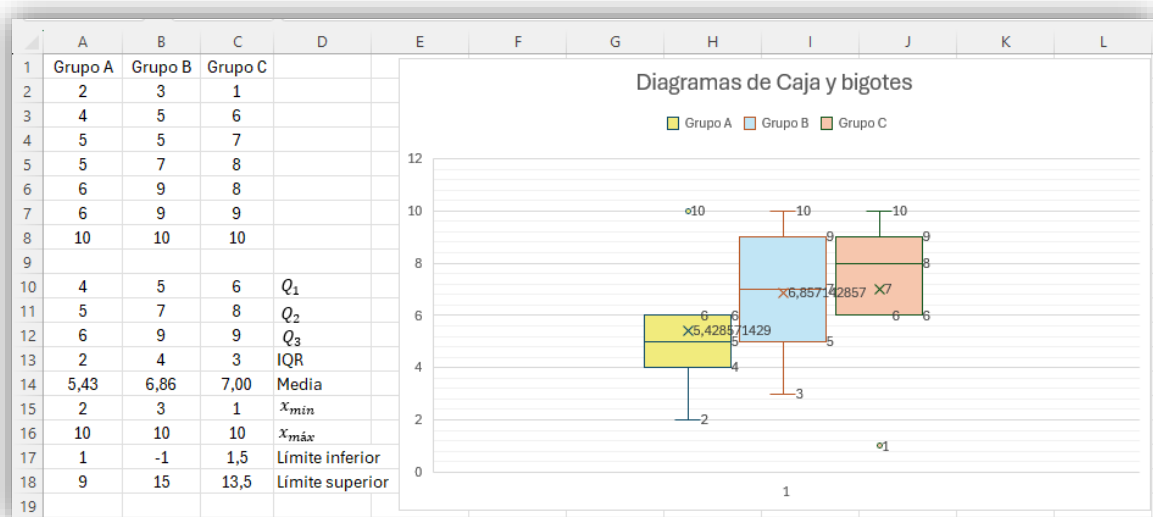 A B C D E F G H I J K L
1 Grupo A Grupo B Grupo C
2 2 3 1
3 4 5 6
4 5 5 7
5 5 7 8
6 6 9 8
7 6 9 9
8 10 10 10
9
10 4 5 6 Q1
11 5 7 8 Q2
12 6 9 9 Q3
13 2 4 3 IQR
14 5,43 6,86 7,00 Media
15 2 3 1 xmin
16 10 10 10 xmáx
17 1 -1 1,5 Límite inferior
18 9 15 13,5 Límite superior
19
Diagramas de Caja y bigotes
Grupo A Grupo B Grupo C
12
10 10 10 10
9 9
8 8
7
6,857142857 7
6 6 6 6 6
5,428571429
5 5
4 4
3
2 2
1
0
1